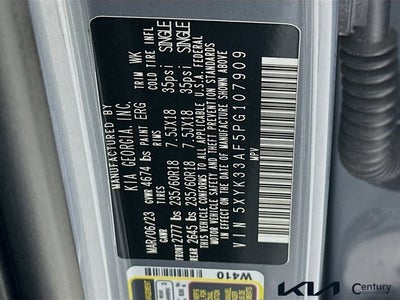 MANUFACTURED BY
KIA GEORGIA, INC.
MAR/06/23 GVWR 4674 lbs PAINT ERG TRIM WK
TIRES RIMS COLD TIRE INFL
FRONT 2777 lbs 235/60R18 7.5JX18 35psi SINGLE
REAR 2645 lbs 235/60R18 7.5JX18 35psi SINGLE
THIS VEHICLE CONFORMS TO ALL APPLICABLE U.S. FEDERAL
MOTOR VEHICLE SAFETY AND THEFT PREVENTION
STANDARDS IN EFFECT ON THE DATE OF MANUFACTURE SHOWN ABOVE
VIN 5XYK33AF5PG107909
MPV
W410
KIA Century